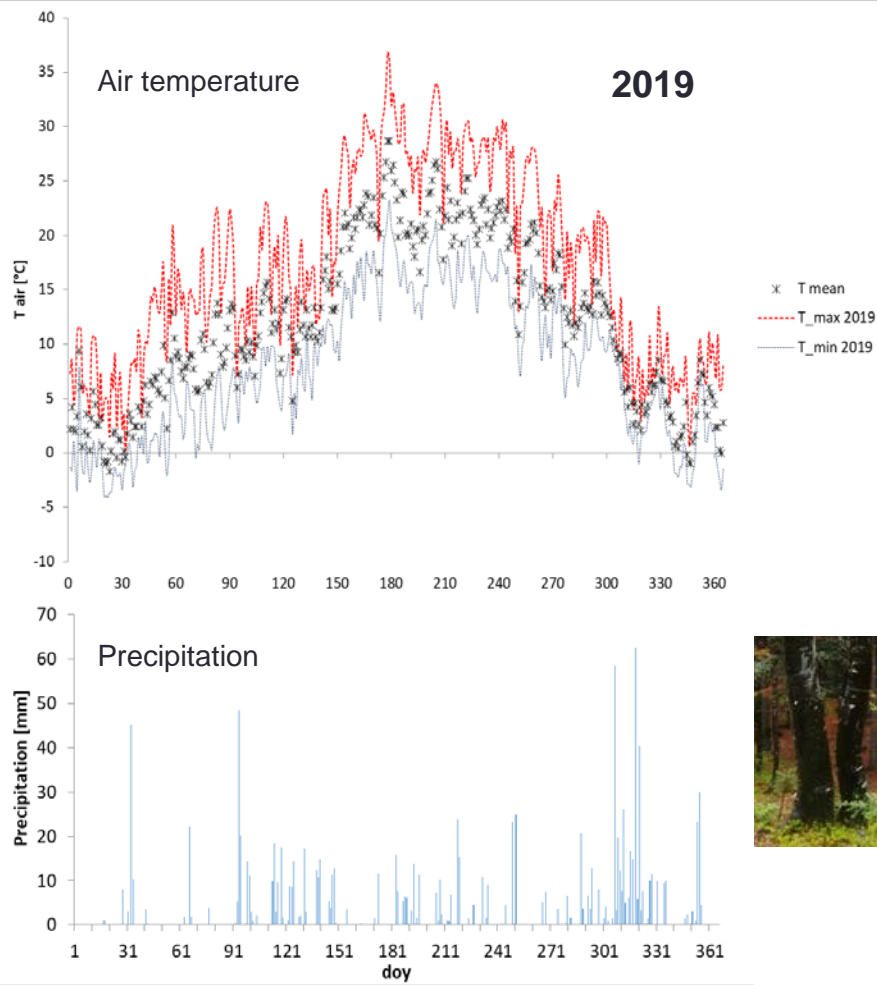 40
35
30
25
20
15
10
5
0
-5
-10
T air [°C]
Air temperature
2019
T mean
T_max 2019
T_min 2019
0 30 60 90 120 150 180 210 240 270 300 330 360
70
60
50
40
30
20
10
0
Precipitation [mm]
Precipitation
1 31 61 91 121 151 181 211 241 271 301 331 361
doy